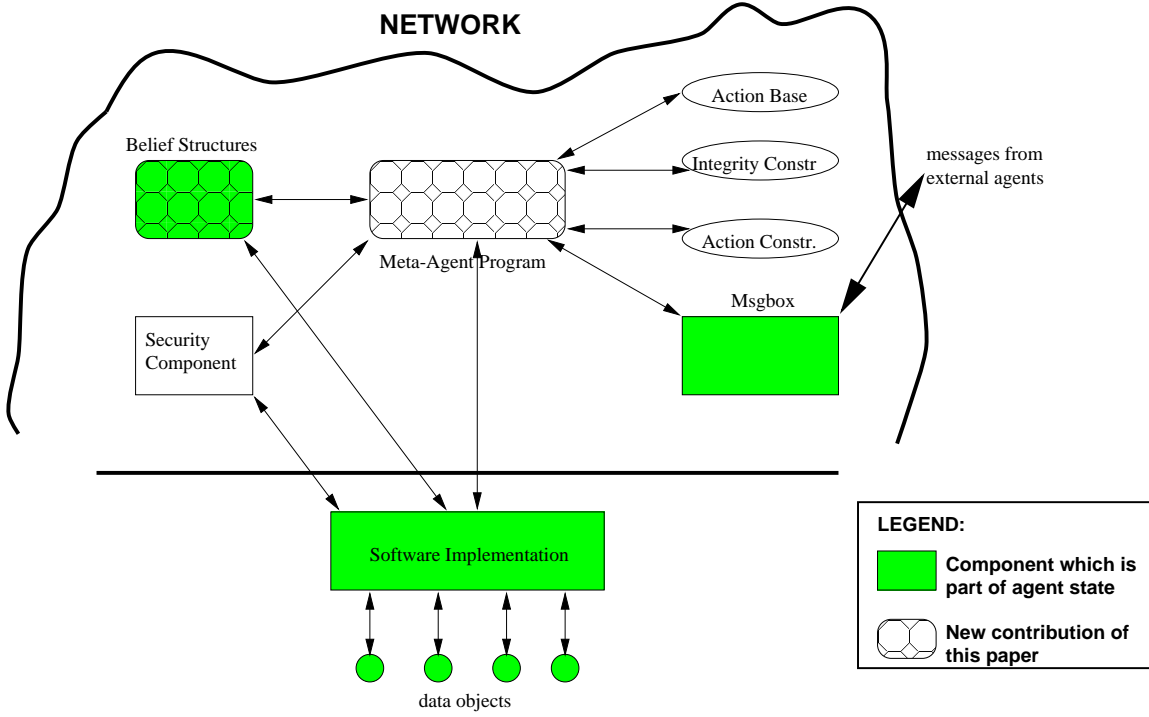 NETWORK
Action Base
Belief Structures
Integrity Constr
messages from
external agents
Action Constr.
Meta-Agent Program
Msgbox
Security
Component
Software Implementation
data objects
LEGEND:
Component which is
part of agent state
New contribution of
this paper